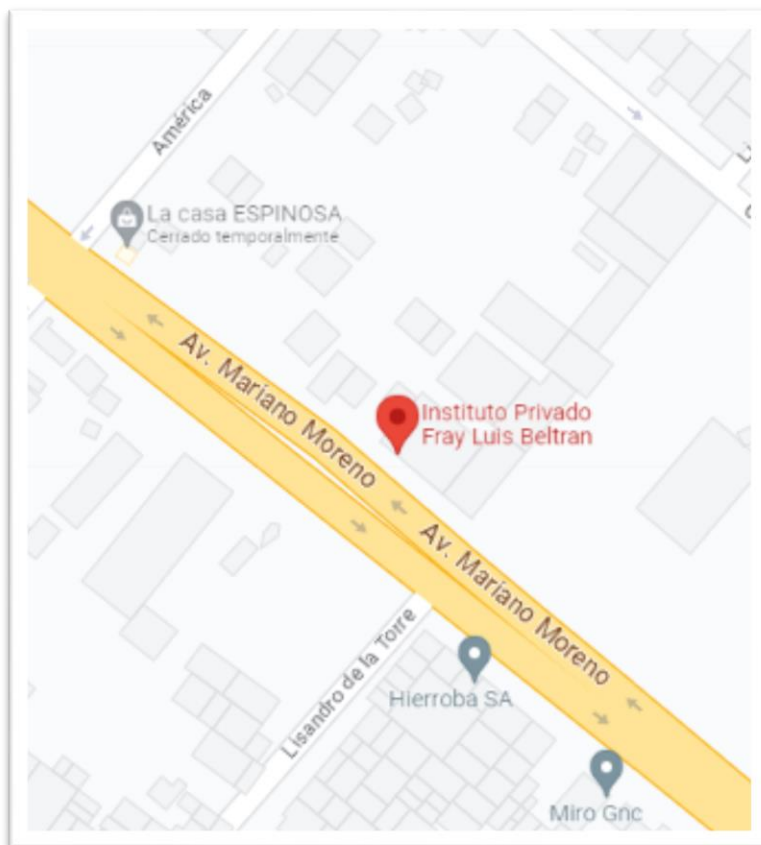 América
La casa ESPINOSA
Cerrado temporalmente
Av. Mariano Moreno
Instituto Privado
Fray Luis Beltran
Av. Mariano Moreno
Lisandro de la Torre
Hierroba SA
Miro Gnc